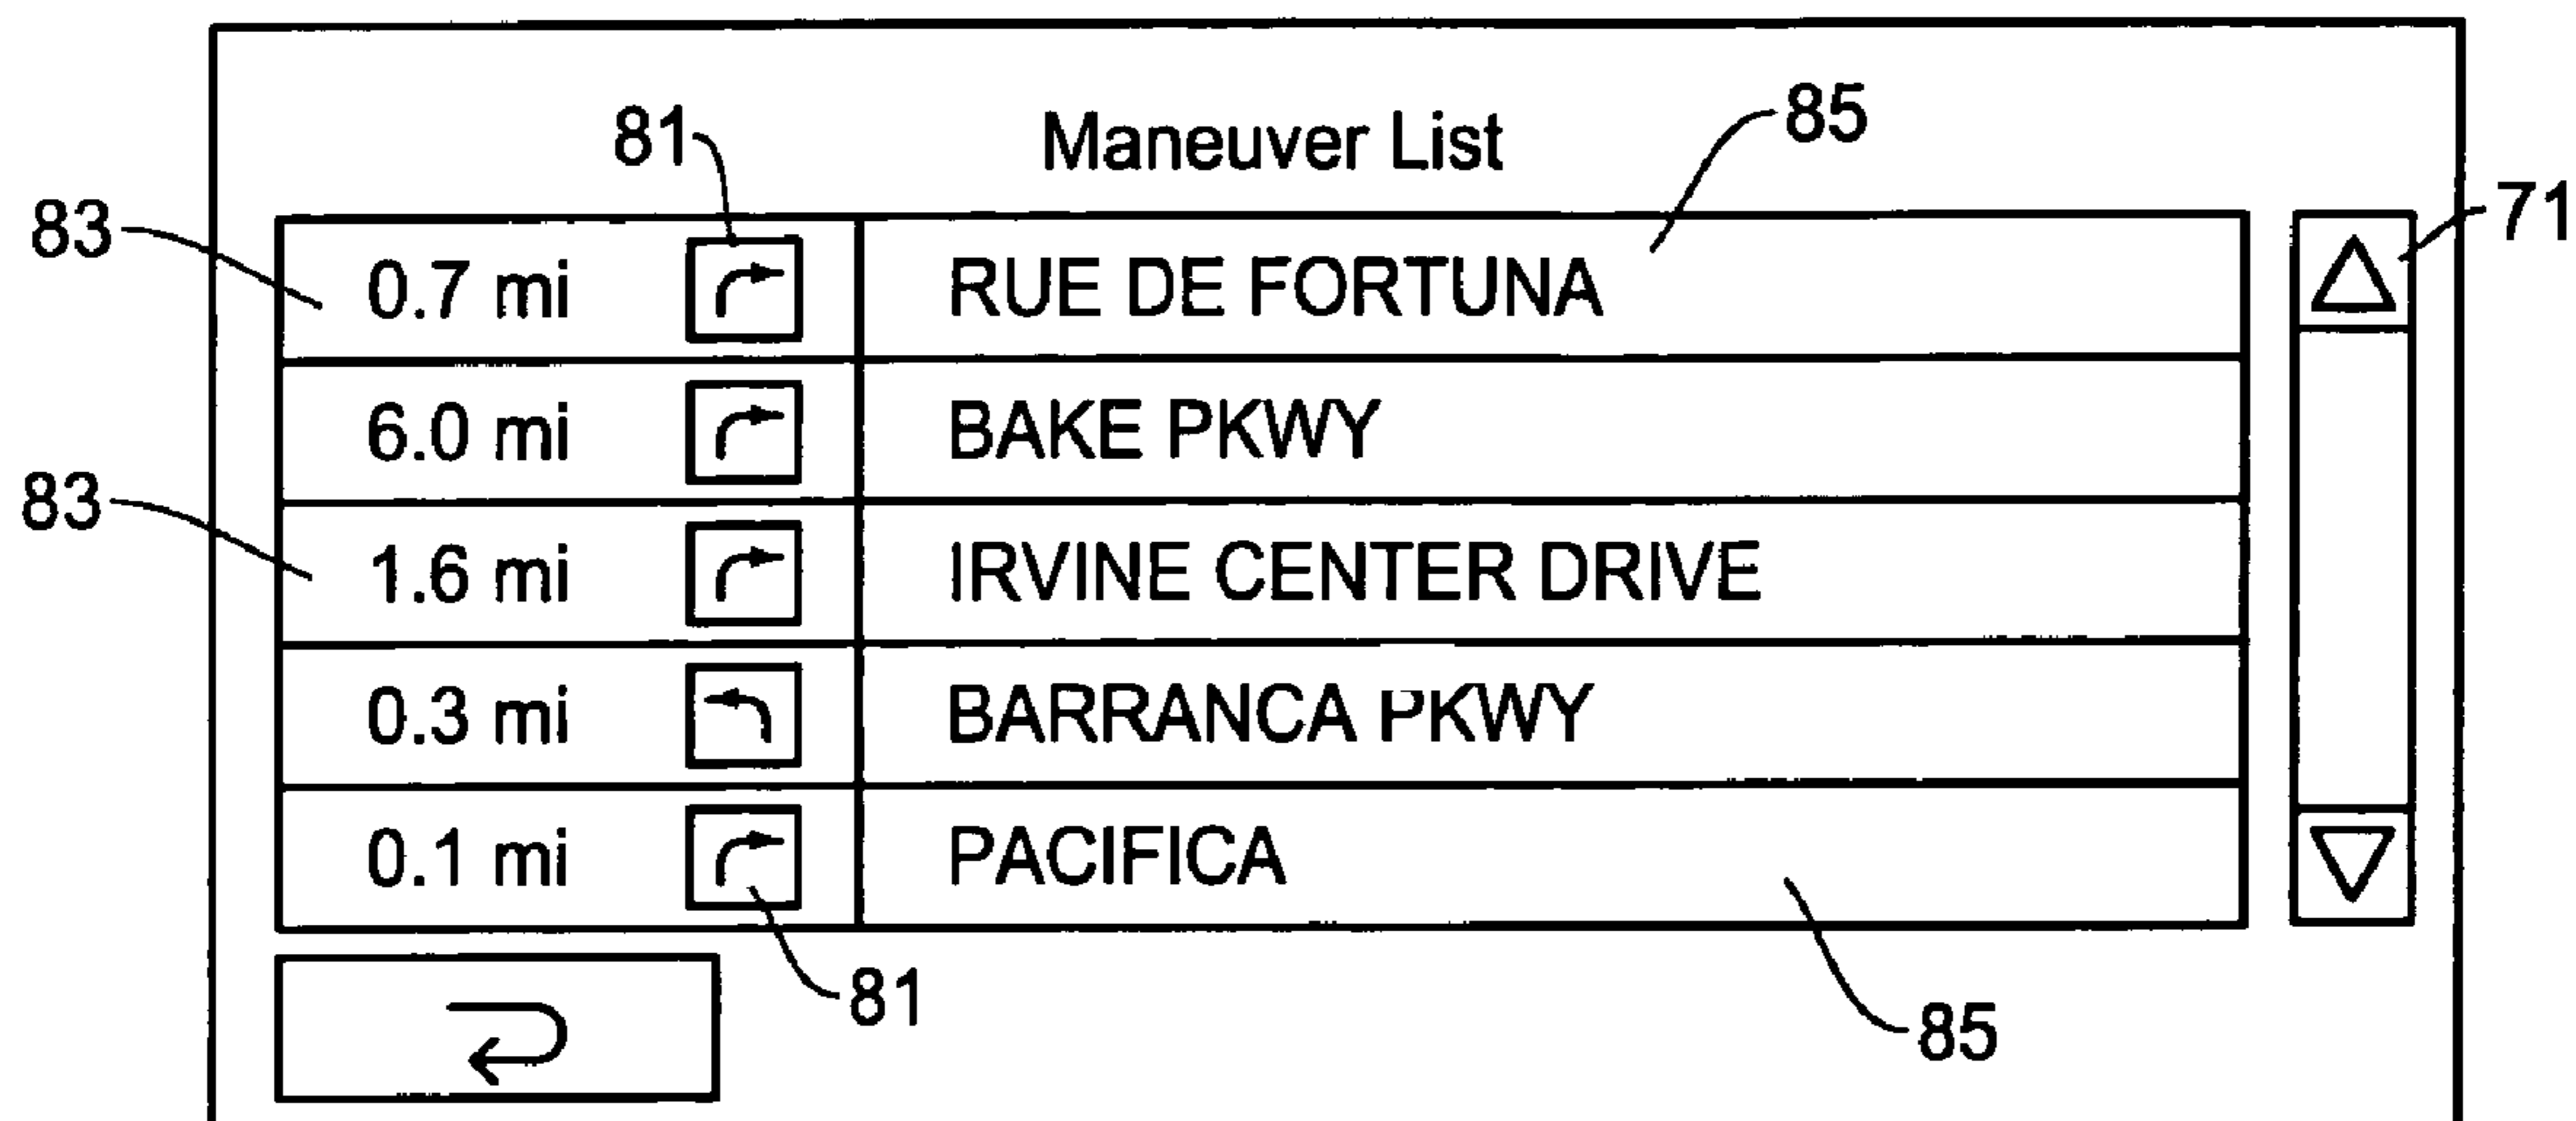 Maneuver List
81
85
83
71
0.7 mi RUE DE FORTUNA
6.0 mi BAKE PKWY
83
1.6 mi IRVINE CENTER DRIVE
0.3 mi BARRANCA PKWY
0.1 mi PACIFICA
81
85